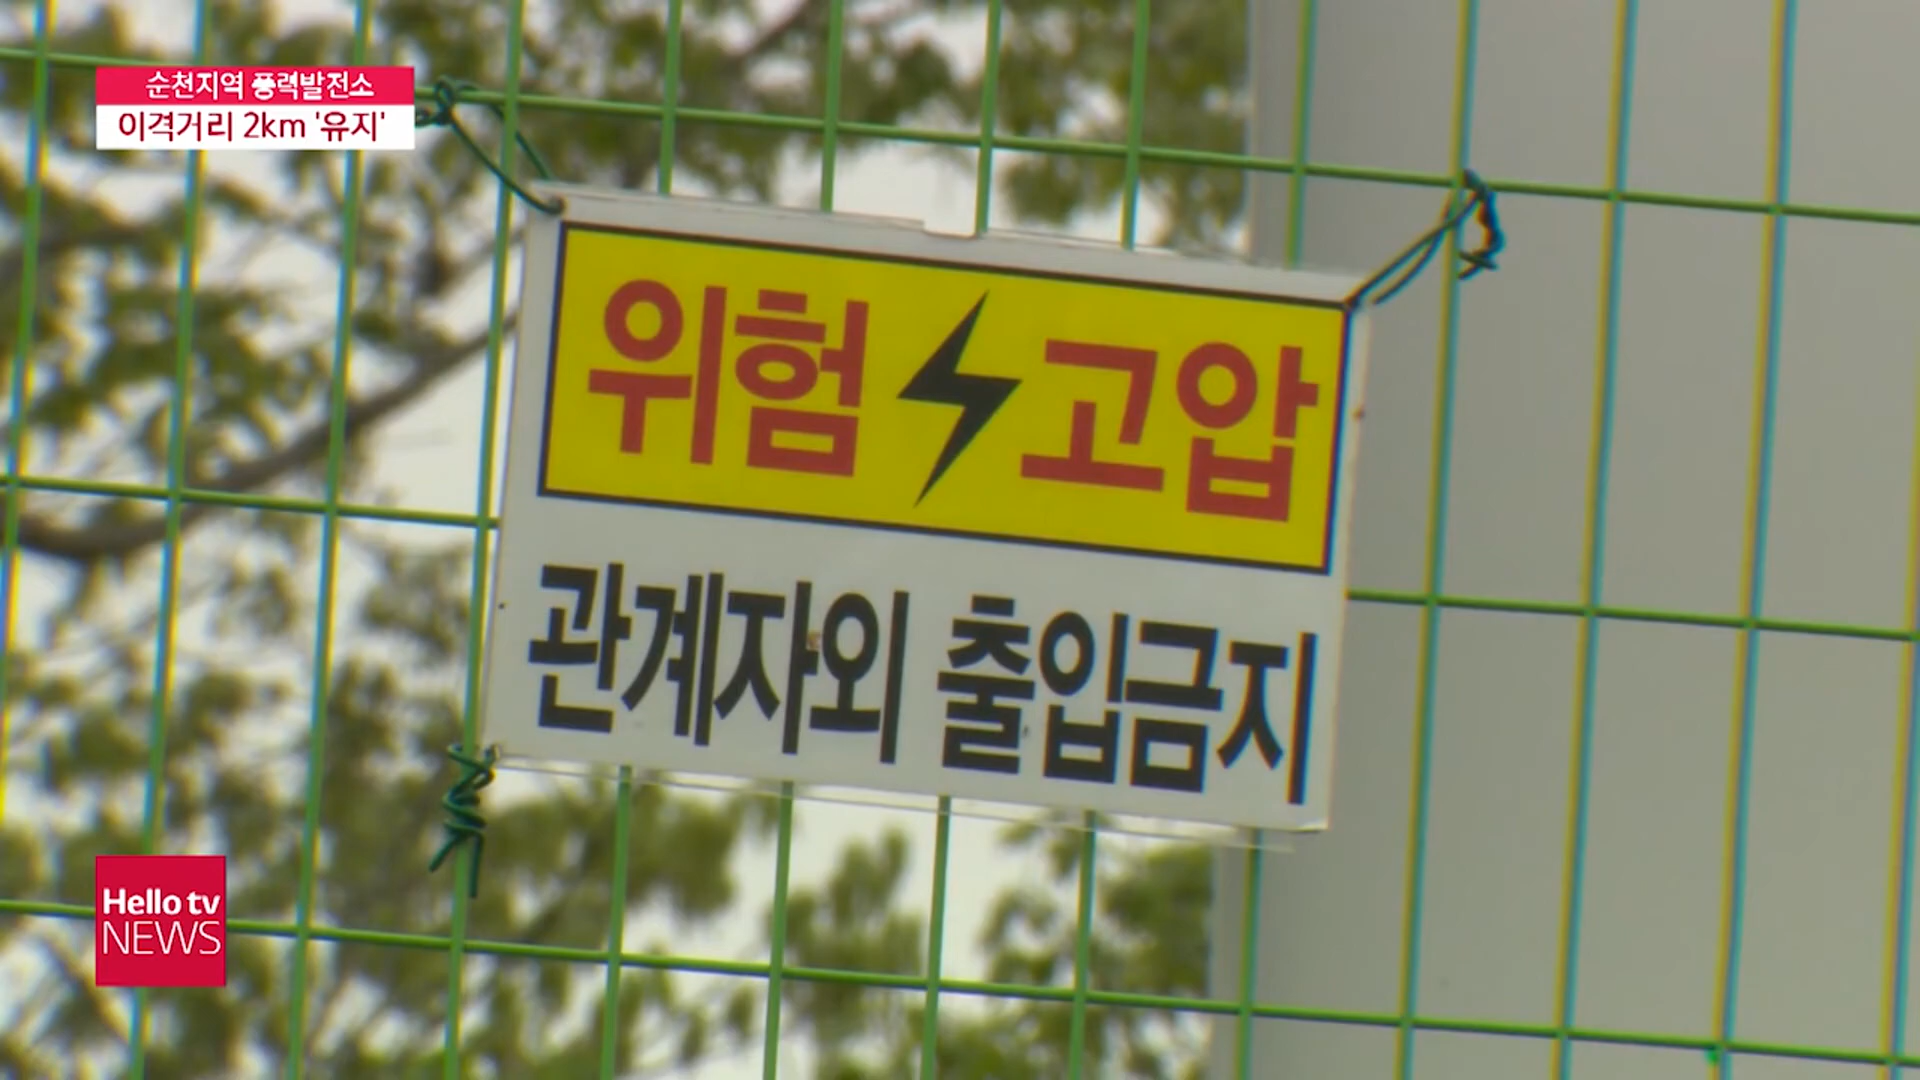 순천지역 풍력발전소
이격거리 2km '유지'
위험 고압
관계자외 출입금지
Hello tv
NEWS